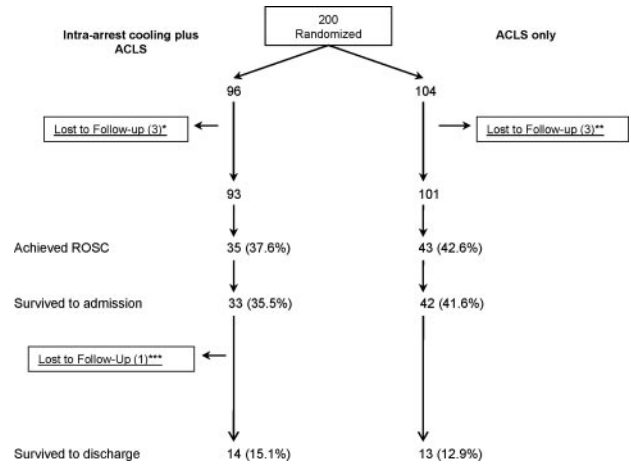 200
Randomized
Intra-arrest cooling plus
ACLS
ACLS only
96
104
Lost to Follow-up (3)*
Lost to Follow-up (3)**
93
101
Achieved ROSC
35 (37.6%)
43 (42.6%)
Survived to admission
33 (35.5%)
42 (41.6%)
Lost to Follow-Up (1)***
Survived to discharge
14 (15.1%)
13 (12.9%)